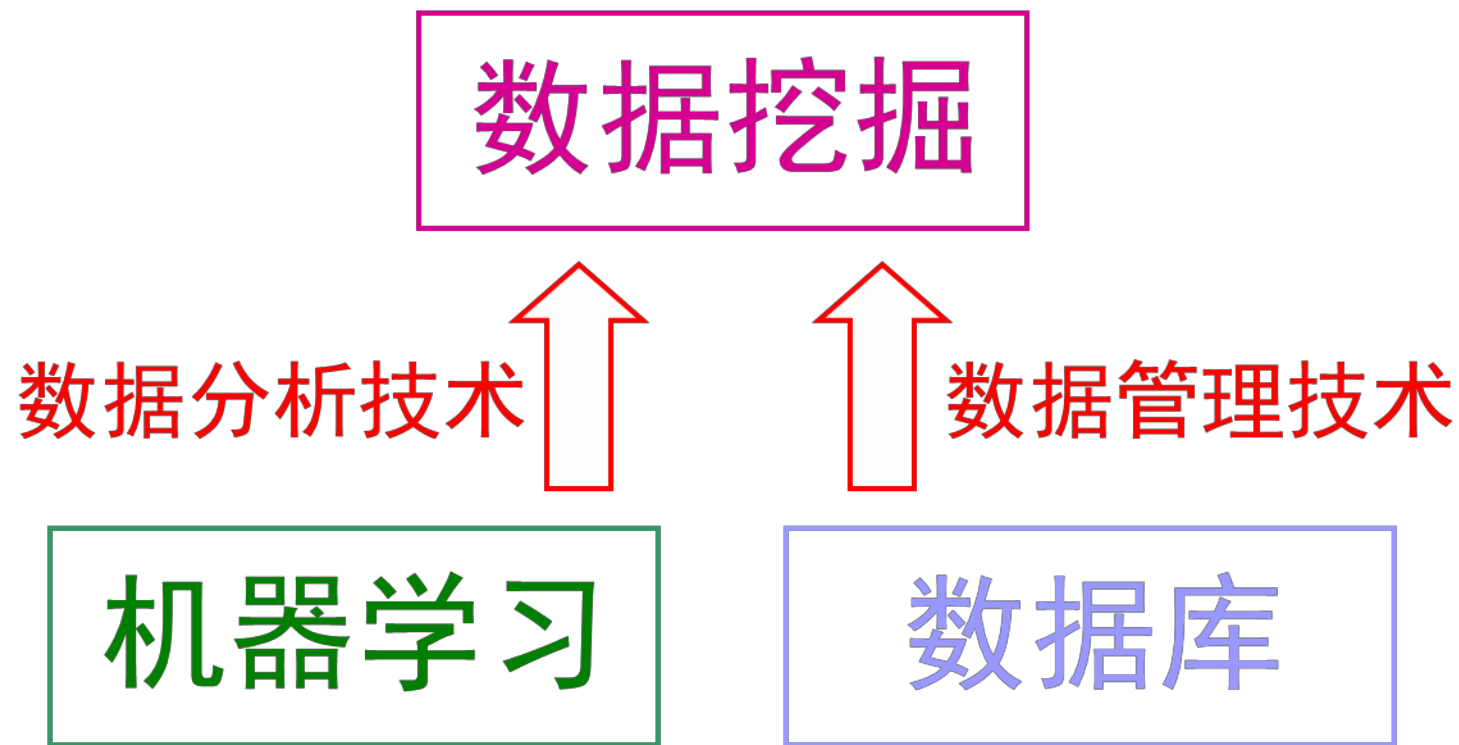 数据挖掘
数据分析技术
数据管理技术
机器学习
数据库